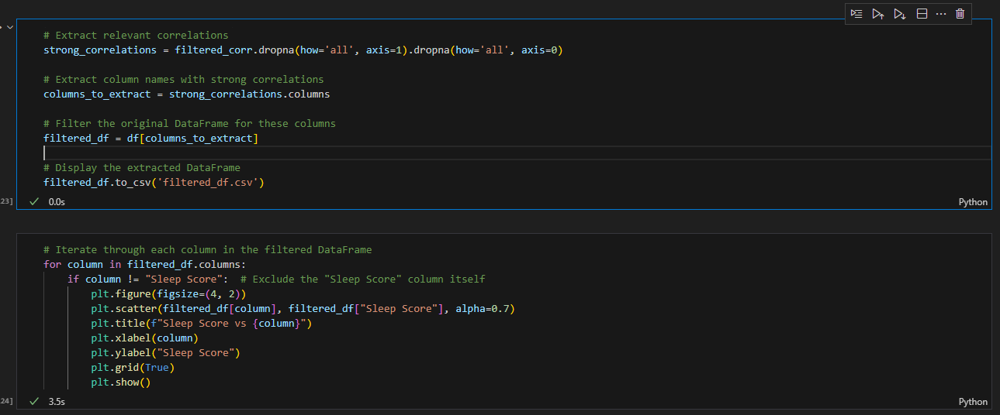 # Extract relevant correlations
strong_correlations = filtered_corr.dropna(how='all', axis=1).dropna(how='all', axis=0)
# Extract column names with strong correlations
columns_to_extract = strong_correlations.columns
# Filter the original DataFrame for these columns
filtered_df = df[columns_to_extract]
# Display the extracted DataFrame
filtered_df.to_csv('filtered_df.csv')
23]
0.0s
Python
# Iterate through each column in the filtered DataFrame
for column in filtered_df.columns:
if column != "Sleep Score":  # Exclude the "Sleep Score" column itself
plt.figure(figsize=(4, 2))
plt.scatter(filtered_df[column], filtered_df["Sleep Score"], alpha=0.7)
plt.title(f"Sleep Score vs {column}")
plt.xlabel(column)
plt.ylabel("Sleep Score")
plt.grid(True)
plt.show()
24]
3.5s
Python